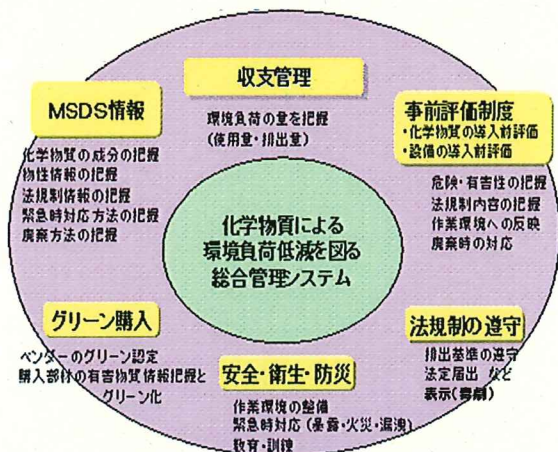 収支管理
環境負荷の量を把握
(使用量・排出量)
MSDS情報
化学物質の成分の把握
物性情報の把握
法規制情報の把握
緊急時対応方法の把握
廃棄方法の把握
事前評価制度
・化学物質の導入前評価
・設備の導入前評価
危険・有害性の把握
法規制内容の把握
作業環境への反映
廃棄時の対応
化学物質による
環境負荷低減を図る
総合管理システム
グリーン購入
ベンダーのグリーン認定
購入部材の有害物質情報把握と
グリーン化
安全・衛生・防災
作業環境の整備
緊急時対応(暴露・火災・漏洩)
教育・訓練
法規制の遵守
排出基準の遵守
法定届出 など
表示(毒劇)